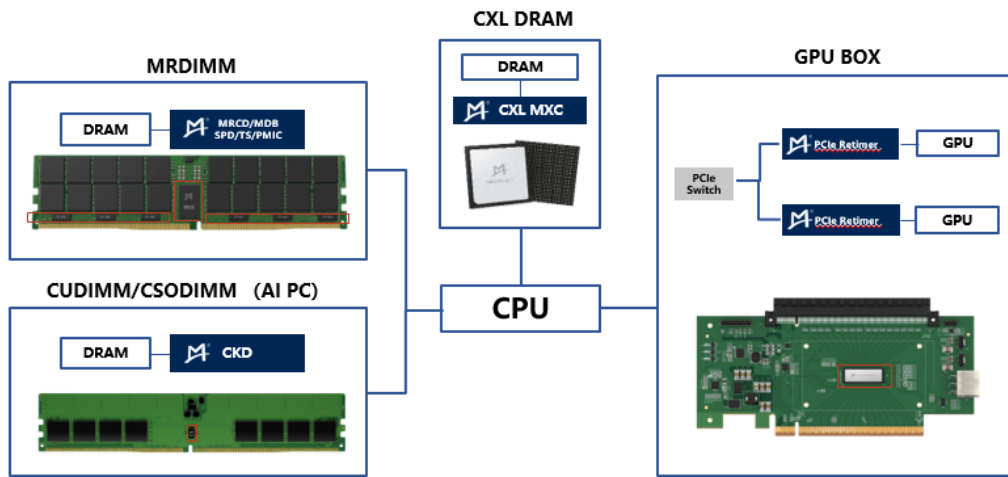 CXL DRAM
MRDIMM
GPU BOX
DRAM
CXL MXC
DRAM
MRCD/MDB
SPD/TS/PMIC
PCIe Retimer
GPU
PCIe
Switch
PCIe Retimer
GPU
CUDIMM/CSODIMM (AI PC)
CPU
DRAM
CKD